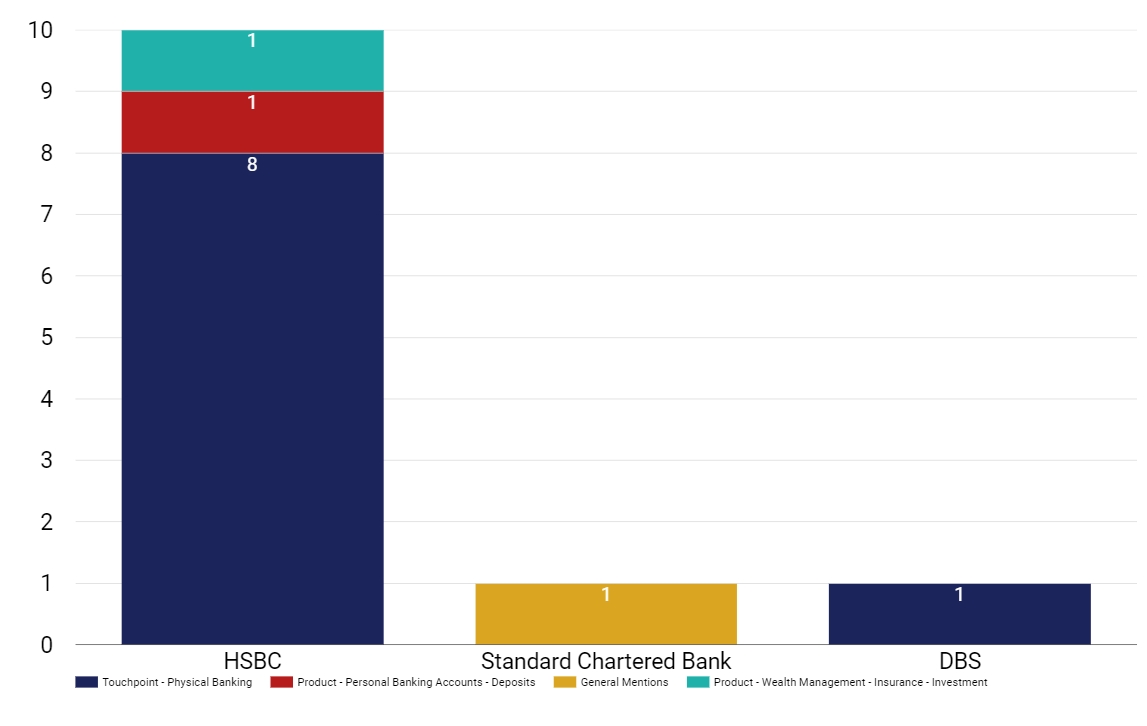 10
9
8
7
6
5
4
3
2
1
0
1
1
8
1
1
HSBC
Standard Chartered Bank
DBS
Touchpoint - Physical Banking
Product - Personal Banking Accounts - Deposits
General Mentions
Product - Wealth Management - Insurance - Investment